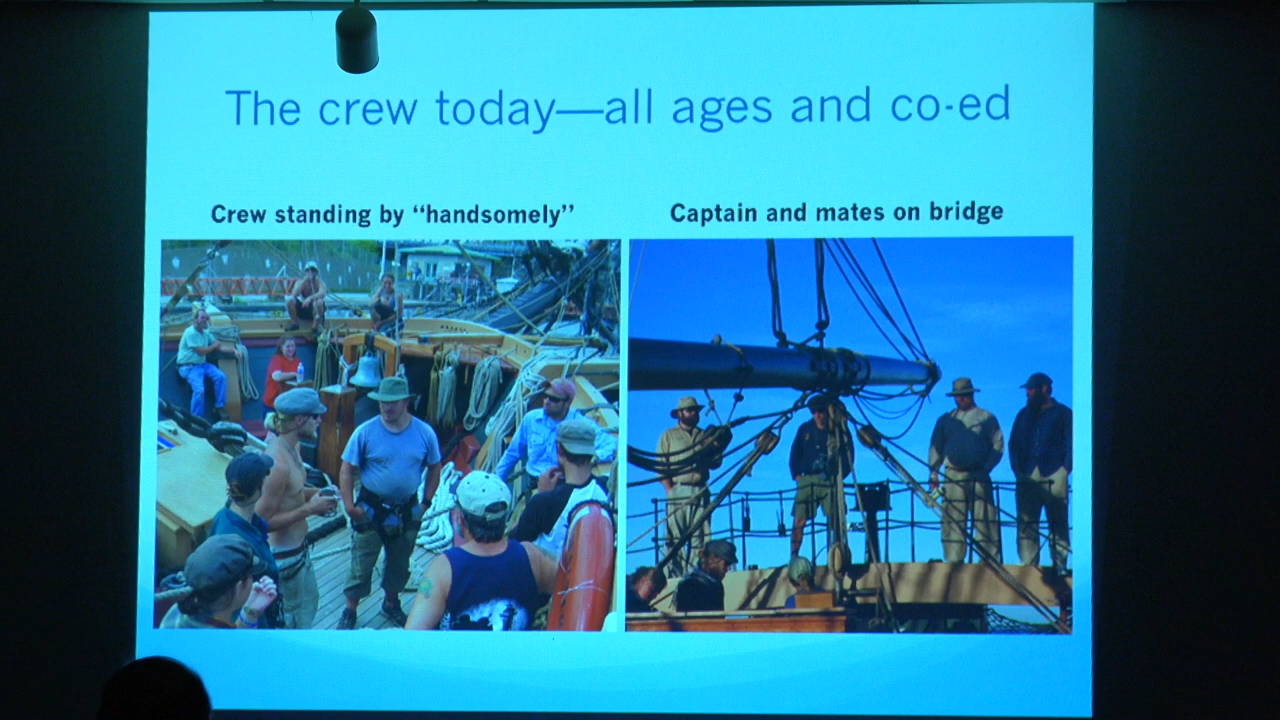 The crew today—all ages and co-ed
Crew standing by “handsomely”
Captain and mates on bridge